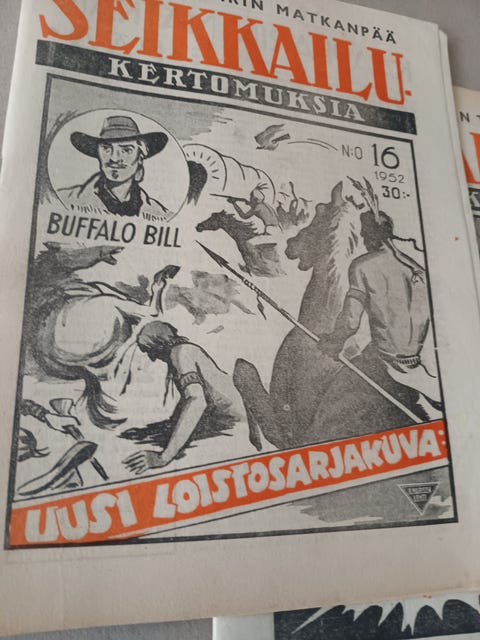 MATKANPÄÄ
SEIKKAILU-
KERTOMUKSIA
N:O 16
1952
30:-
BUFFALO BILL
UUSI LOISTOSARJAKUVA: